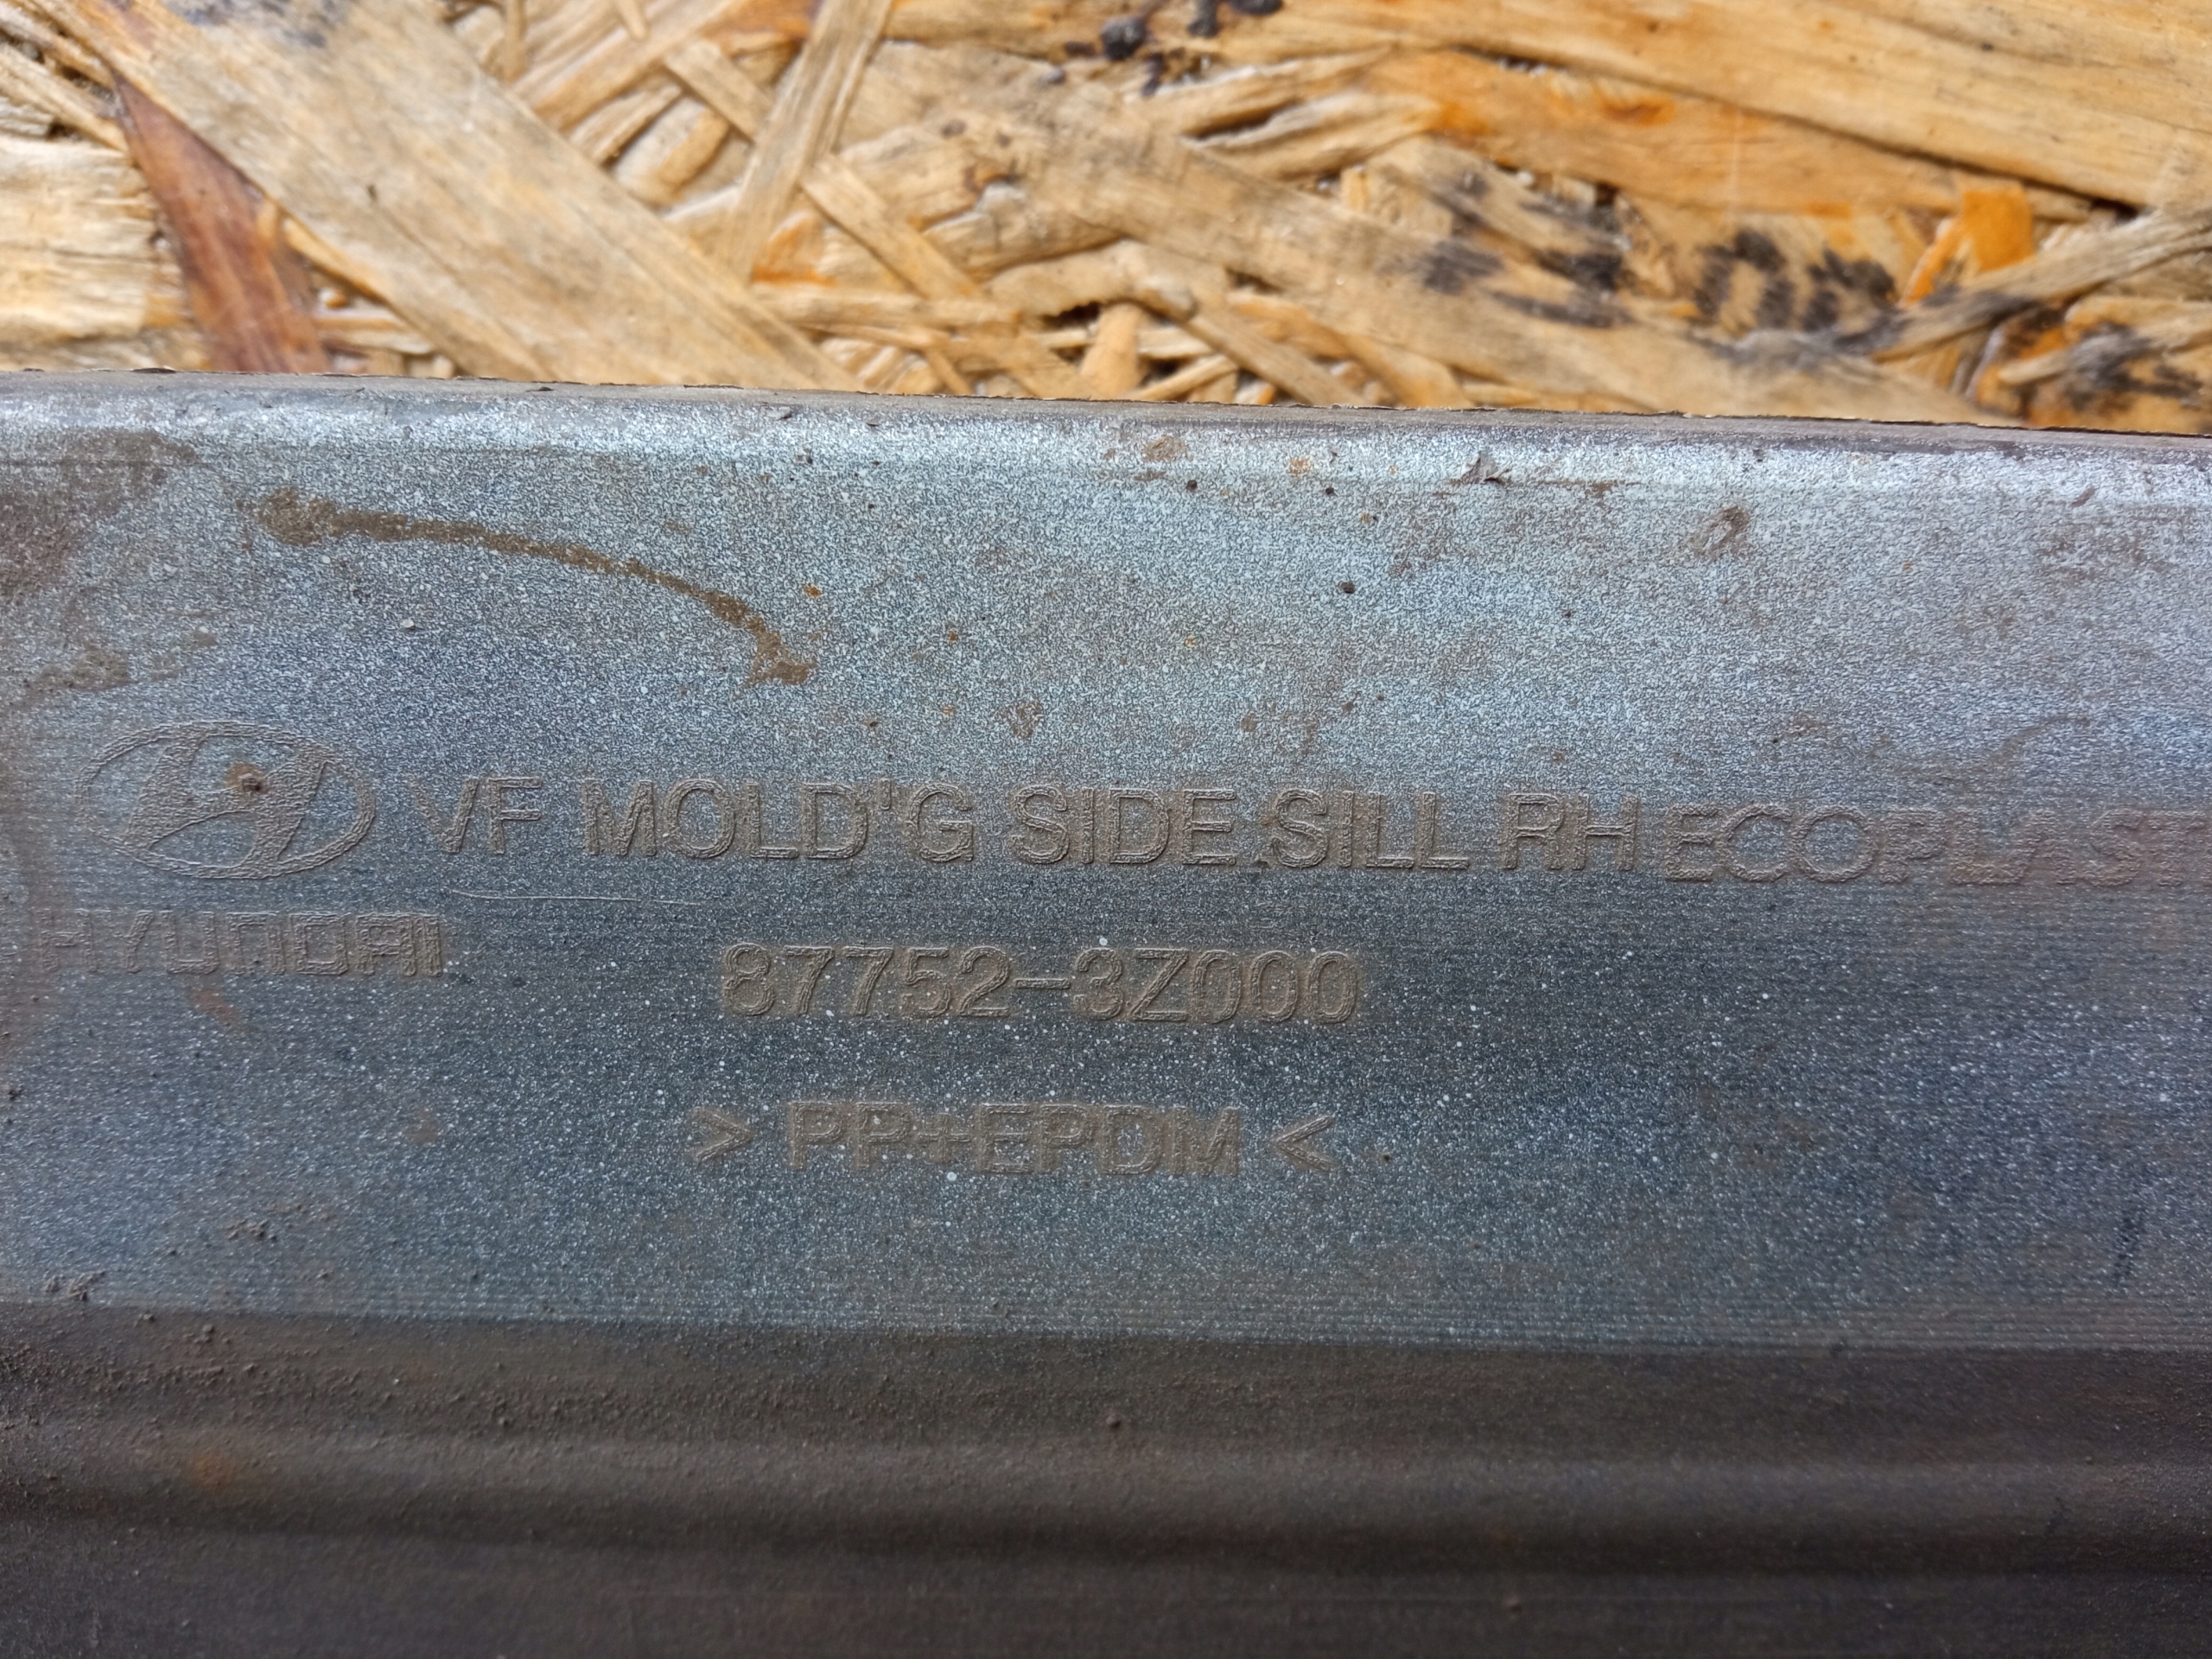 VF MOLD'G SIDE SILL RH ECOPLAST
HYUNDAI
87752-3Z000
> PP+EPDM <